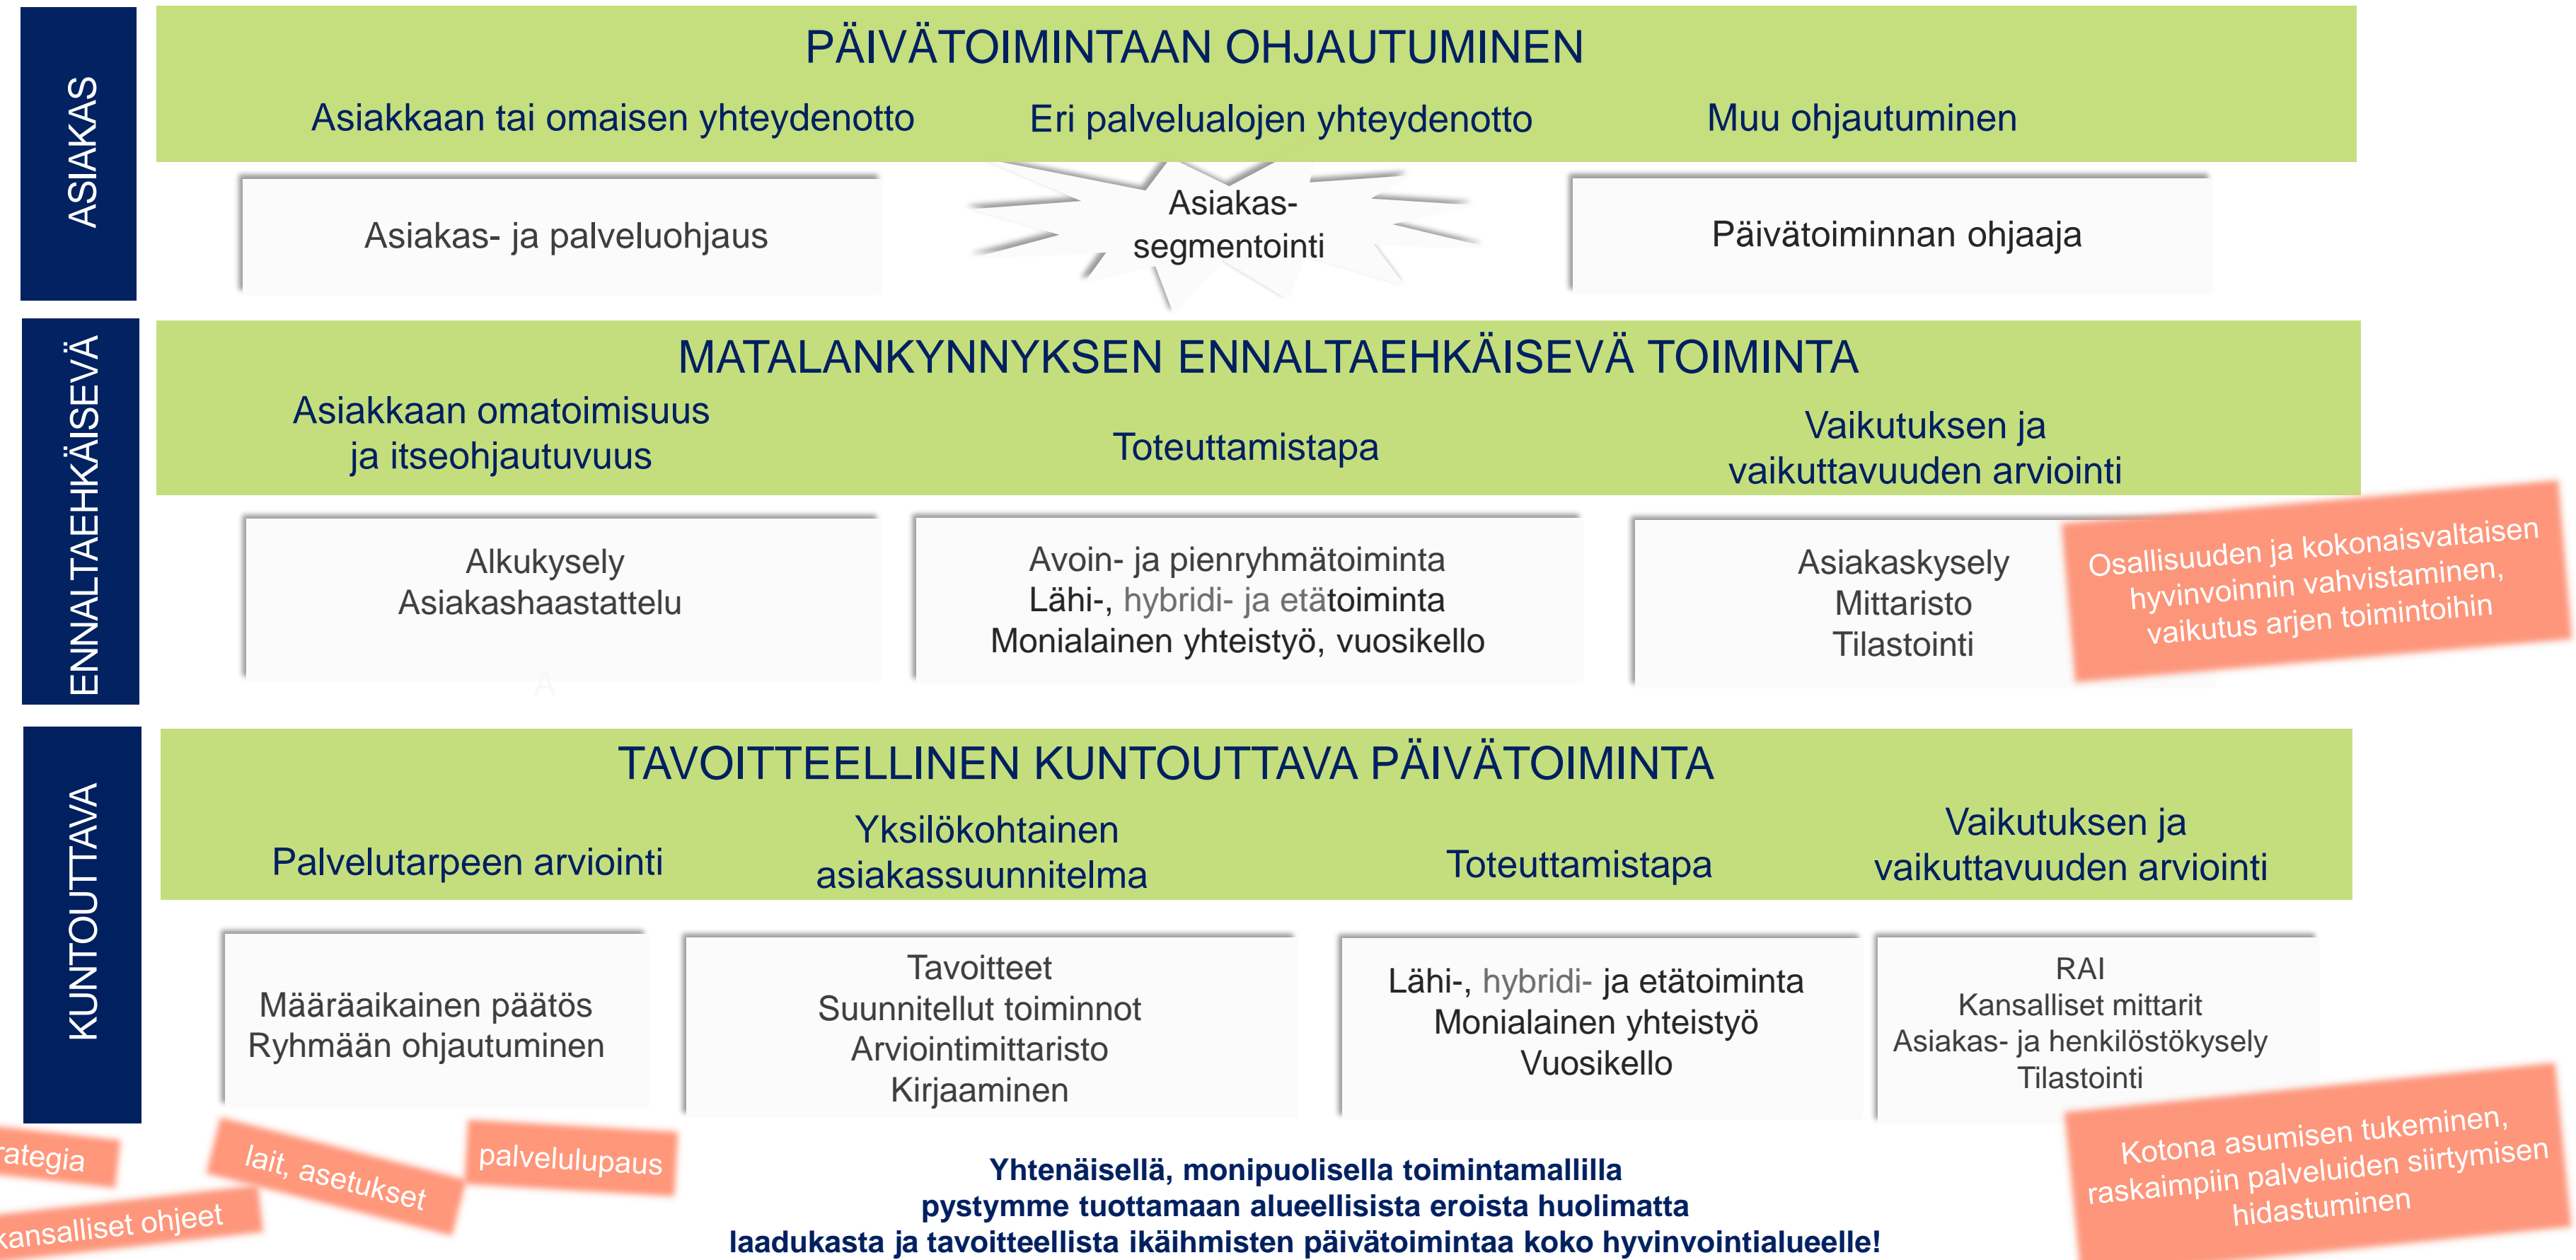 ASIAKAS
PÄIVÄTOIMINTAAN OHJAUTUMINEN
Asiakkaan tai omaisen yhteydenotto
Eri palvelualojen yhteydenotto
Muu ohjautuminen
Asiakas- ja palveluohjaus
Asiakas-
segmentointi
Päivätoiminnan ohjaaja
ENNALTAEHKÄISEVÄ
MATALANKYNNYKSEN ENNALTAEHKÄISEVÄ TOIMINTA
Asiakkaan omatoimisuus
ja itseohjautuvuus
Toteuttamistapa
Vaikutuksen ja
vaikuttavuuden arviointi
Alkukysely
Asiakashaastattelu
A
Avoin- ja pienryhmätoiminta
Lähi-, hybridi- ja etätoiminta
Monialainen yhteistyö, vuosikello
Asiakaskysely
Mittaristo
Tilastointi
Osallisuuden ja kokonaisvaltaisen
hyvinvoinnin vahvistaminen,
vaikutus arjen toimintoihin
KUNTOUTTAVA
TAVOITTEELLINEN KUNTOUTTAVA PÄIVÄTOIMINTA
Palvelutarpeen arviointi
Yksilökohtainen
asiakassuunnitelma
Toteuttamistapa
Vaikutuksen ja
vaikuttavuuden arviointi
Määräaikainen päätös
Ryhmään ohjautuminen
Tavoitteet
Suunnitellut toiminnot
Arviointimittaristo
Kirjaaminen
Lähi-, hybridi- ja etätoiminta
Monialainen yhteistyö
Vuosikello
RAI
Kansalliset mittarit
Asiakas- ja henkilöstökysely
Tilastointi
rategia
lait, asetukset
palvelulupaus
kansalliset ohjeet
Yhtenäisellä, monipuolisella toimintamallilla
pystymme tuottamaan alueellisista eroista huolimatta
laadukasta ja tavoitteellista ikäihmisten päivätoimintaa koko hyvinvointialueelle!
Kotona asumisen tukeminen,
raskaimpiin palveluiden siirtymisen
hidastuminen